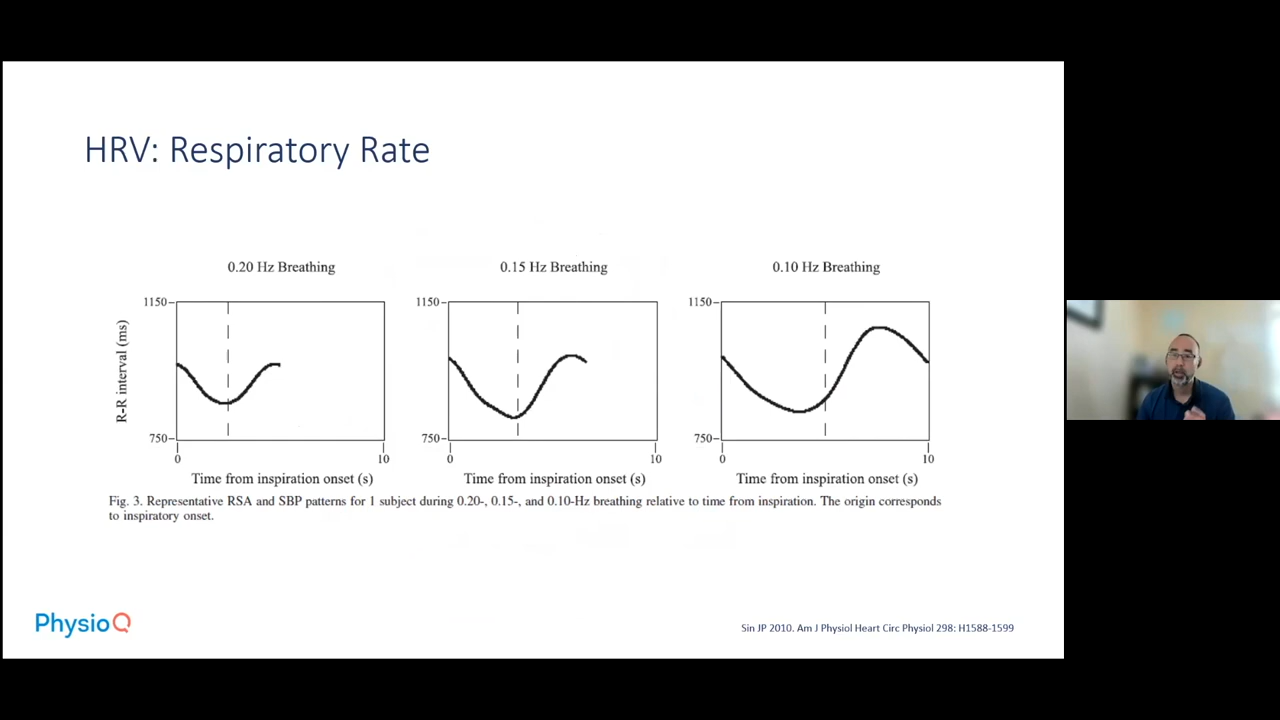 HRV: Respiratory Rate
0.20 Hz Breathing
1150
R-R interval (ms)
750
0
10
Time from inspiration onset (s)
0.15 Hz Breathing
1150
750
0
10
Time from inspiration onset (s)
0.10 Hz Breathing
1150
750
0
10
Time from inspiration onset (s)
Fig. 3. Representative RSA and SBP patterns for 1 subject during 0.20-, 0.15-, and 0.10-Hz breathing relative to time from inspiration. The origin corresponds
to inspiratory onset.
PhysioQ
Sin JP 2010. Am J Physiol Heart Circ Physiol 298: H1588-1599